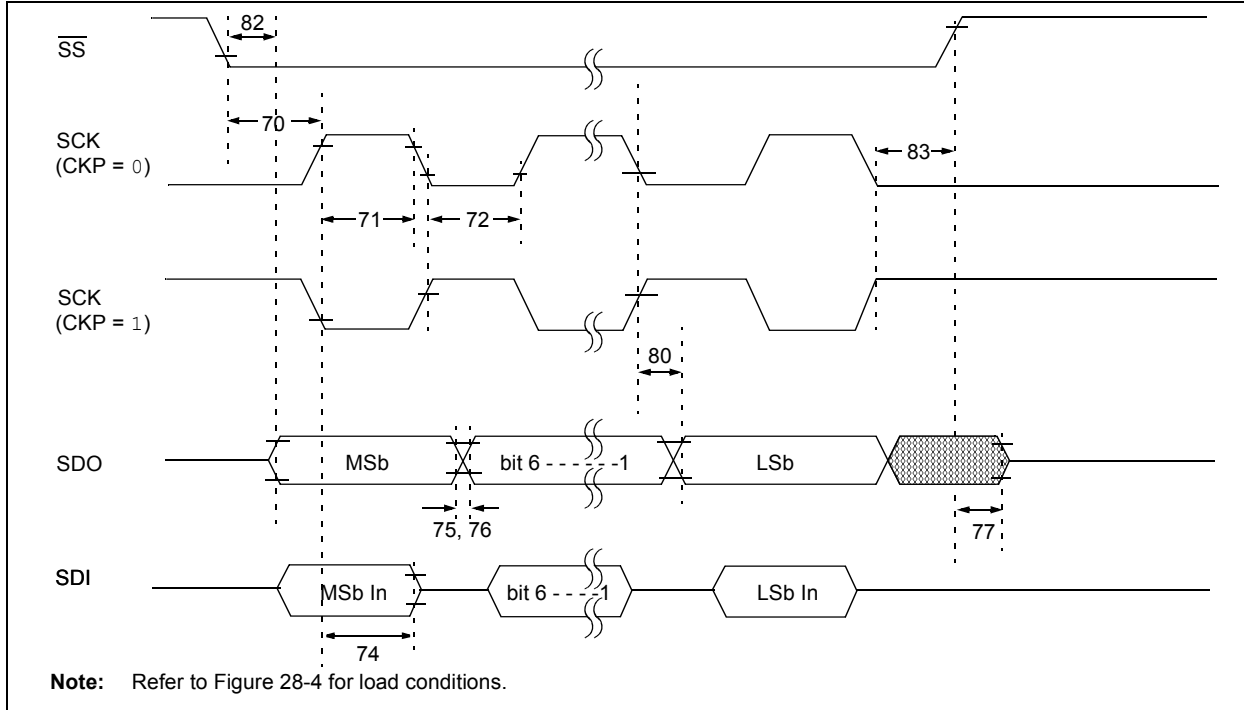 82
SS
70
SCK
(CKP = 0)
83
71
72
SCK
(CKP = 1)
80
SDO
MSb
bit 6 - - - - - -1
LSb
75, 76
77
SDI
MSb In
bit 6 - - - -1
LSb In
74
Note: Refer to Figure 28-4 for load conditions.